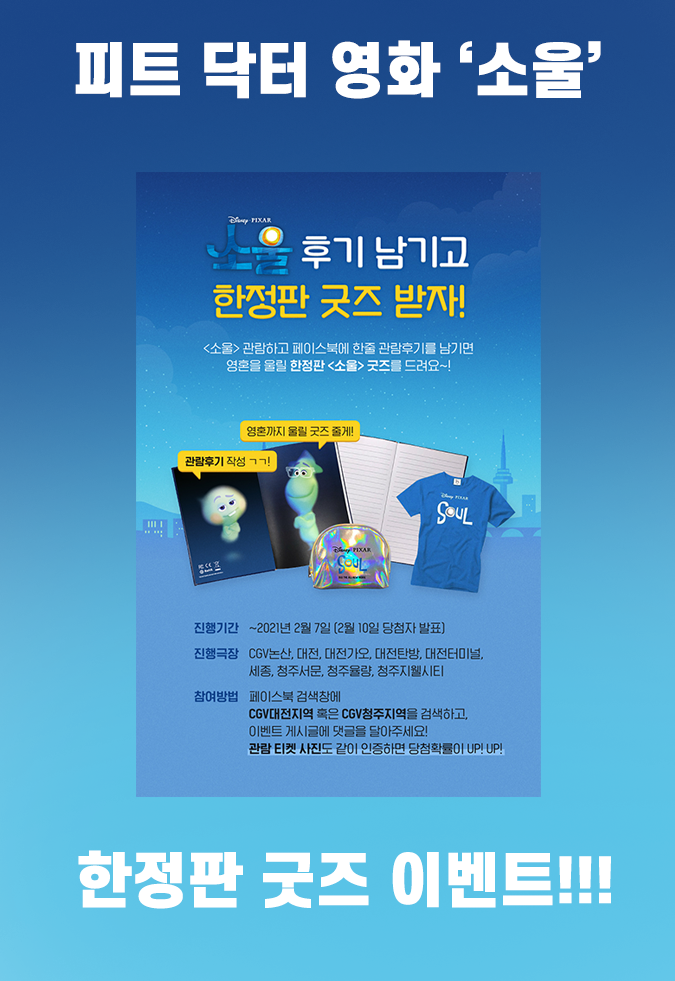 피트 닥터 영화 ‘소울’
Disney · PIXAR
소울 후기 남기고
한정판 굿즈 받자!
<소울> 관람하고 페이스북에 한줄 관람후기를 남기면
영혼을 울릴 한정판 <소울> 굿즈를 드려요~!
영혼까지 울릴 굿즈 줄게!
관람후기 작성 ㄱㄱ!
Disney · PIXAR
SOUL
Disney · PIXAR
SOUL
진행기간 ~2021년 2월 7일 (2월 10일 당첨자 발표)
진행극장 CGV논산, 대전, 대전가오, 대전탄방, 대전터미널,
세종, 청주서문, 청주율량, 청주지웰시티
참여방법 페이스북 검색창에
CGV대전지역 혹은 CGV청주지역을 검색하고,
이벤트 게시글에 댓글을 달아주세요!
관람 티켓 사진도 같이 인증하면 당첨확률이 UP! UP!
한정판 굿즈 이벤트!!!